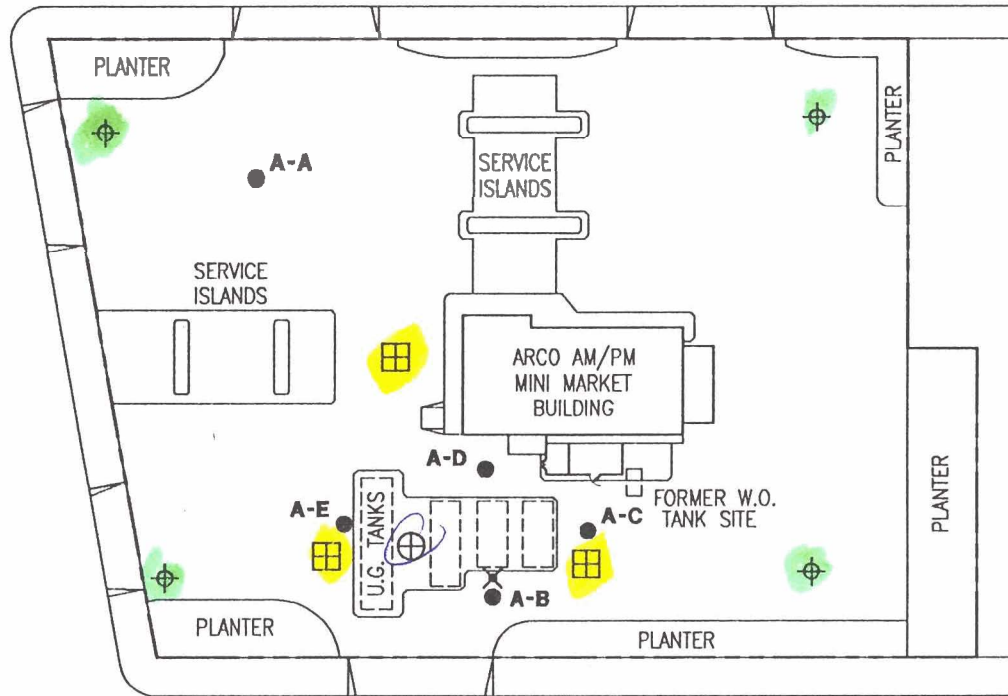 PLANTER
PLANTER
A-A
SERVICE
ISLANDS
SERVICE
ISLANDS
ARCO AM/PM
MINI MARKET
BUILDING
A-D
A-E
U.G. TANKS
A-C
FORMER W.O.
TANK SITE
PLANTER
A-B
PLANTER
PLANTER